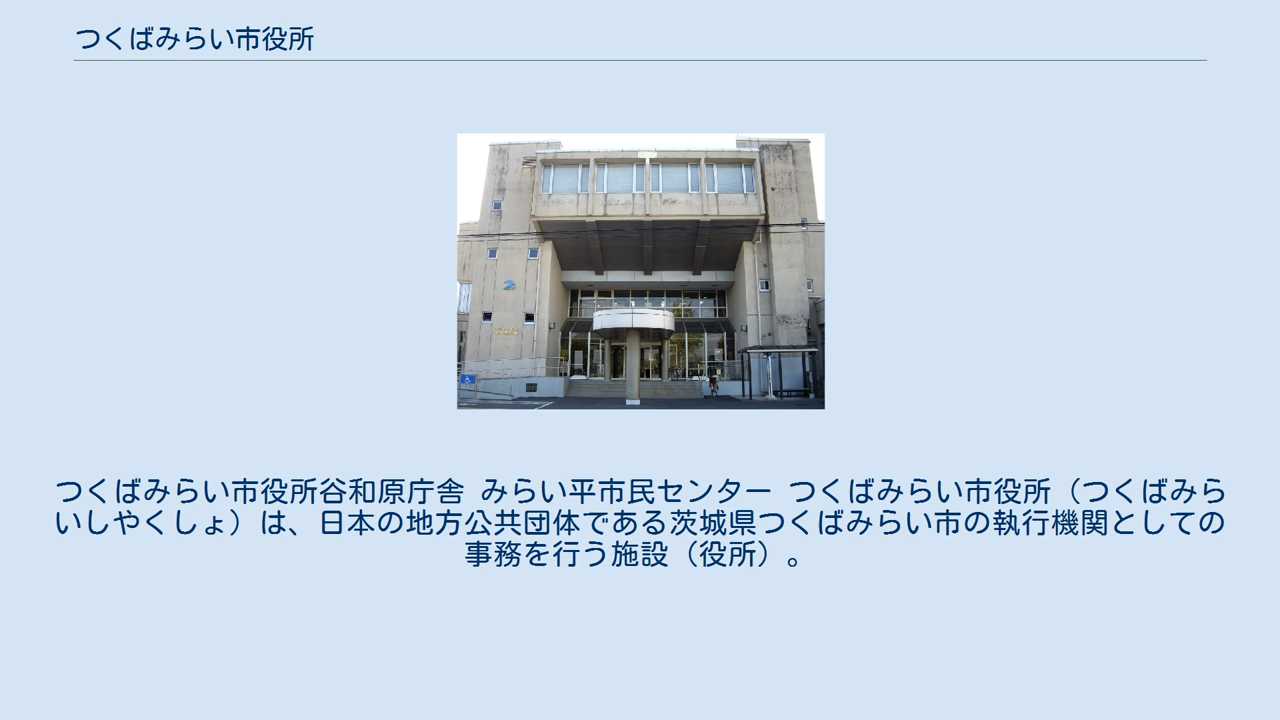 つくばみらい市役所
つくばみらい市役所谷和原庁舎 みらい平市民センター つくばみらい市役所（つくばみら
いしやくしょ）は、日本の地方公共団体である茨城県つくばみらい市の執行機関としての
事務を行う施設（役所）。